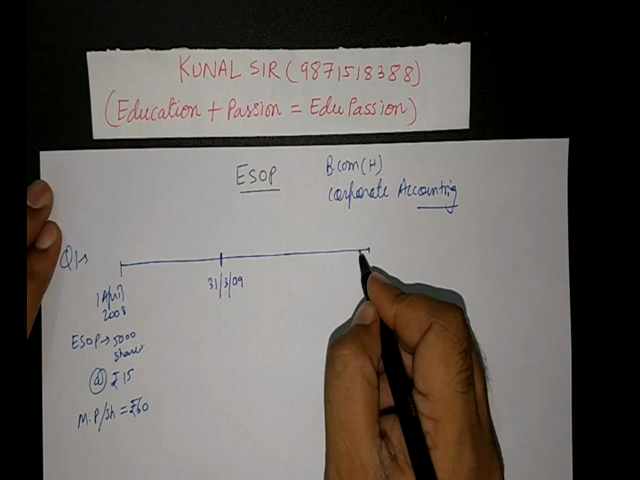 KUNAL SIR (9871518388)
(Education + Passion = EduPassion)
ESOP
B.com (H)
Corporate Accounting
Q1→
1 April
2008
31/3/09
ESOP → 5000
shares
@ ₹15
M.P/Sh = ₹60